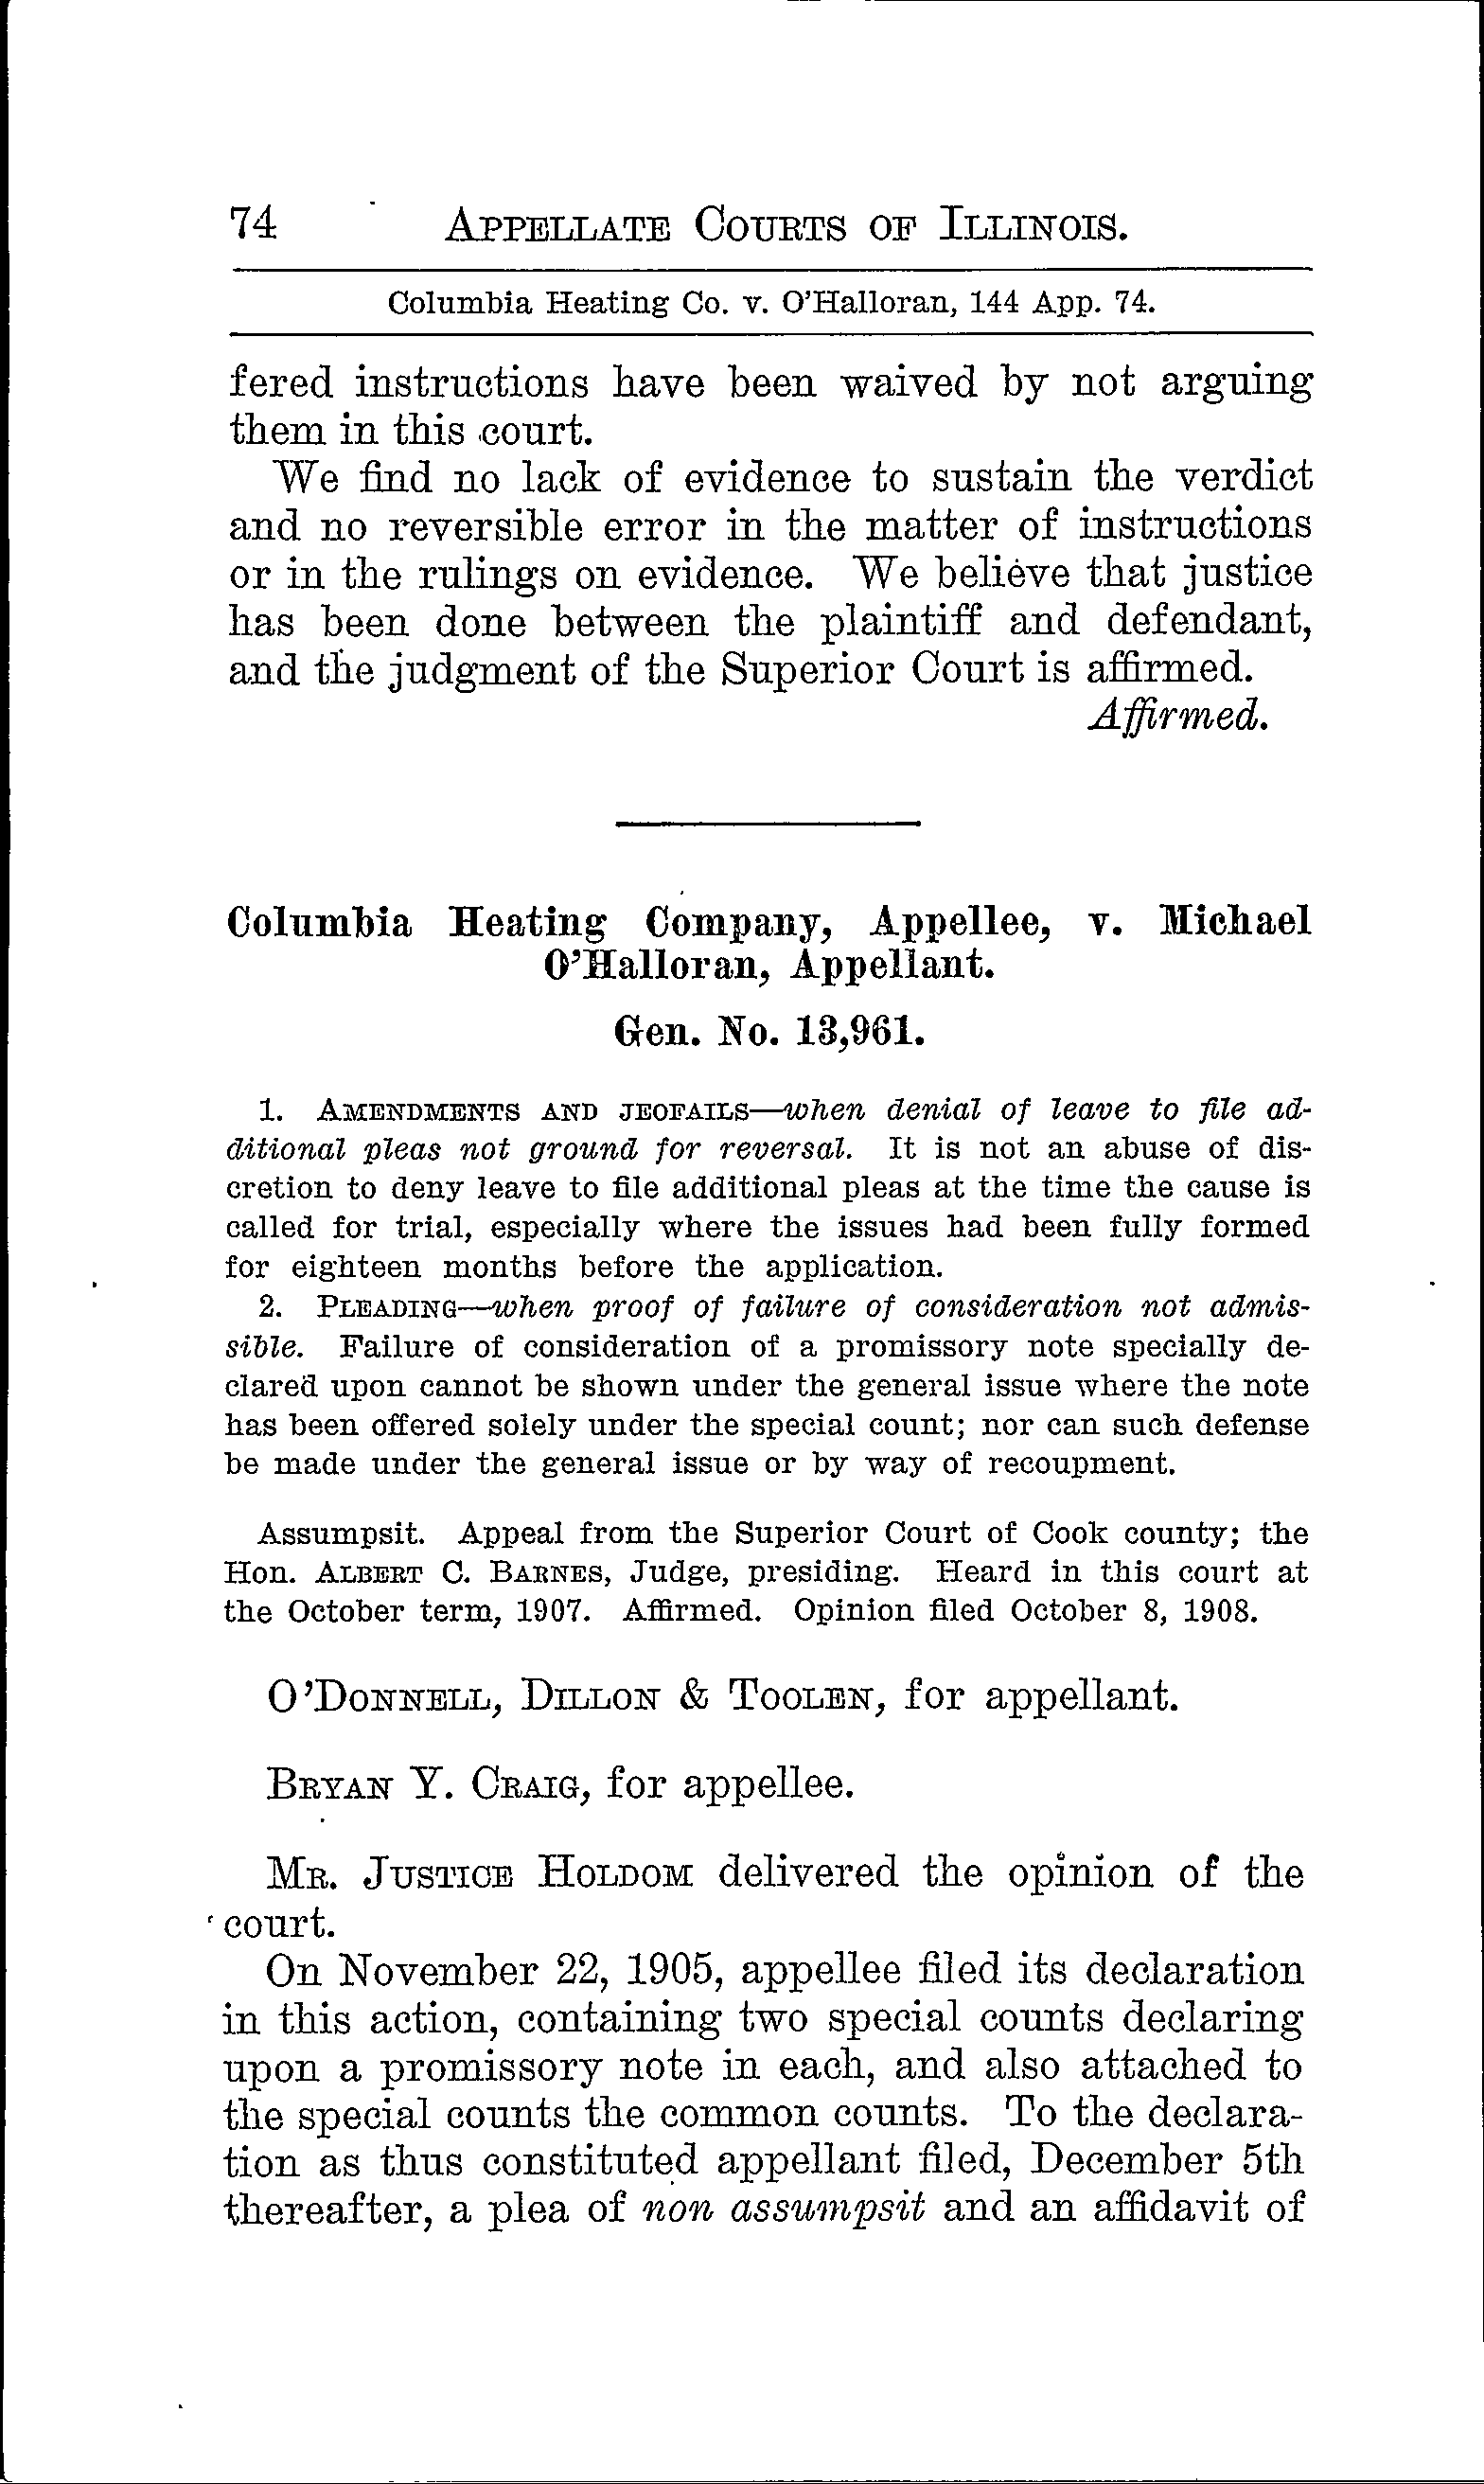 74 APPELLATE COURTS OF ILLINOIS.
Columbia Heating Co. v. O'Halloran, 144 App. 74.
fered instructions have been waived by not arguing
them in this court.
We find no lack of evidence to sustain the verdict
and no reversible error in the matter of instructions
or in the rulings on evidence. We believe that justice
has been done between the plaintiff and defendant,
and the judgment of the Superior Court is affirmed.
Affirmed.
Columbia Heating Company, Appellee, v. Michael
O'Halloran, Appellant.
Gen. No. 13,961.
1. AMENDMENTS AND JEOFAILS—when denial of leave to file ad-
ditional pleas not ground for reversal. It is not an abuse of dis-
cretion to deny leave to file additional pleas at the time the cause is
called for trial, especially where the issues had been fully formed
for eighteen months before the application.
2. PLEADING—when proof of failure of consideration not admis-
sible. Failure of consideration of a promissory note specially de-
clared upon cannot be shown under the general issue where the note
has been offered solely under the special count; nor can such defense
be made under the general issue or by way of recoupment.
Assumpsit. Appeal from the Superior Court of Cook county; the
Hon. ALBERT C. BARNES, Judge, presiding. Heard in this court at
the October term, 1907. Affirmed. Opinion filed October 8, 1908.
O'DONNELL, DILLON & TOOLEN, for appellant.
BRYAN Y. CRAIG, for appellee.
MR. JUSTICE HOLDOM delivered the opinion of the
court.
On November 22, 1905, appellee filed its declaration
in this action, containing two special counts declaring
upon a promissory note in each, and also attached to
the special counts the common counts. To the declara-
tion as thus constituted appellant filed, December 5th
thereafter, a plea of non assumpsit and an affidavit of